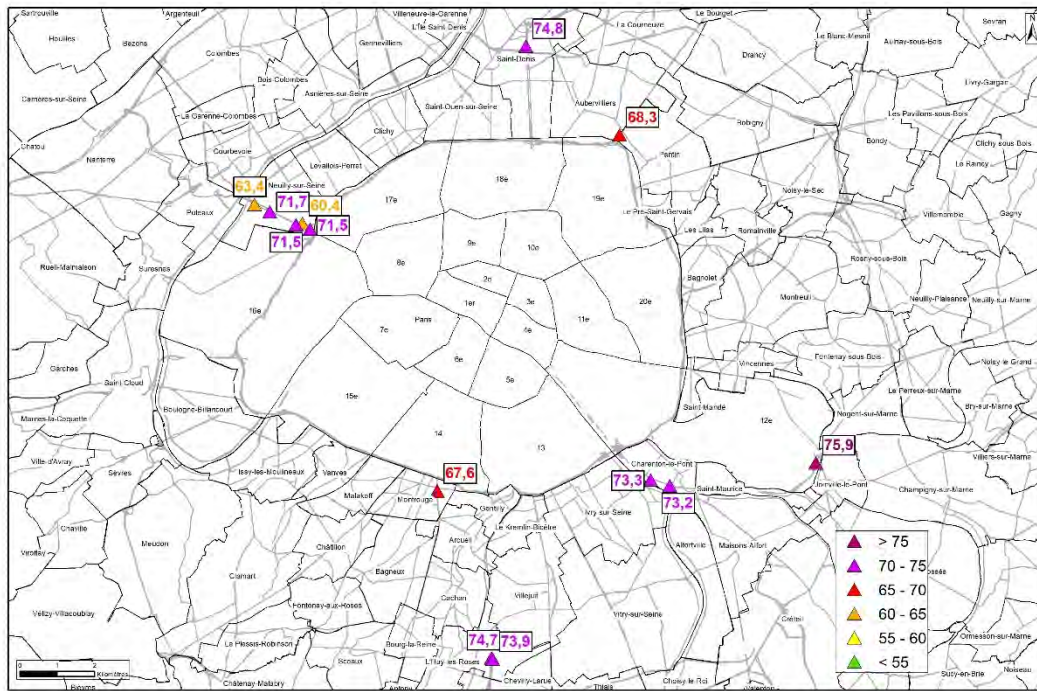 Sartrouville
Argenteuil
Villeneuve-la-Garenne
L'Ile Saint Denis
La Courneuve
Le Bourget
Le Blanc-Mesnil
Sevran
Aulnay-sous-Bois
Houilles
Bezons
Colombes
Gennevilliers
74,8
Saint-Denis
Drancy
N
Bois-Colombes
Asnières-sur-Seine
Livry-Gargan
Carrières-sur-Seine
Saint-Ouen-sur-Seine
Aubervilliers
Les Pavillons-sous-Bois
La Garenne-Colombes
68,3
Bobigny
Clichy
Bondy
Clichy sous Bois
Chatou
Nanterre
Courbevoie
Levallois-Perret
Pantin
Le Raincy
63,4
Neuilly-sur-Seine
18e
Noisy-le-Sec
71,7
60,4
17e
19e
Puteaux
Le Pré-Saint-Gervais
Villemomble
Gagny
71,5
71,5
Les Lilas
Romainville
9e
10e
Rueil-Malmaison
Suresnes
8e
Rosny-sous-Bois
2e
Bagnolet
1er
3e
20e
Montreuil
Neuilly-Plaisance
Neuilly-sur-Marne
16e
Paris
11e
7e
4e
6e
Garches
Vincennes
Fontenay-sous-Bois
Noisy-le-Grand
Saint-Cloud
5e
Le Perreux-sur-Marne
15e
Saint-Mandé
Bry-sur-Marne
Marnes-la-Coquette
Boulogne-Billancourt
12e
Nogent-sur-Marne
14
13
Ville-d'Avray
Sèvres
Issy-les-Moulineaux
Vanves
75,9
Villiers-sur-Marne
67,6
Charenton-le-Pont
Malakoff
Montrouge
73,3
Saint-Maurice
Joinville-le-Pont
Champigny-sur-Marne
Gentilly
73,2
Chaville
Ivry sur Seine
Le Kremlin-Bicêtre
Viroflay
Meudon
Châtillon
Arcueil
Alfortville
Maisons Alfort
> 75
Bagneux
70 - 75
Clamart
Cachan
Villejuif
65 - 70
Vélizy-Villacoublay
Fontenay-aux-Roses
Vitry-sur-Seine
60 - 65
Créteil
55 - 60
Le Plessis-Robinson
Bourg-la-Reine
74,7 73,9
Ormesson-sur-Marne
< 55
Sceaux
L'Haÿ-les Roses
0 1 2
Kilomètres
Bièvres
Châtenay-Malabry
Antony
Chevilly-Larue
Thiais
Choisy-le-Roi
Valenton
Sucy-en-Brie
Noiseau